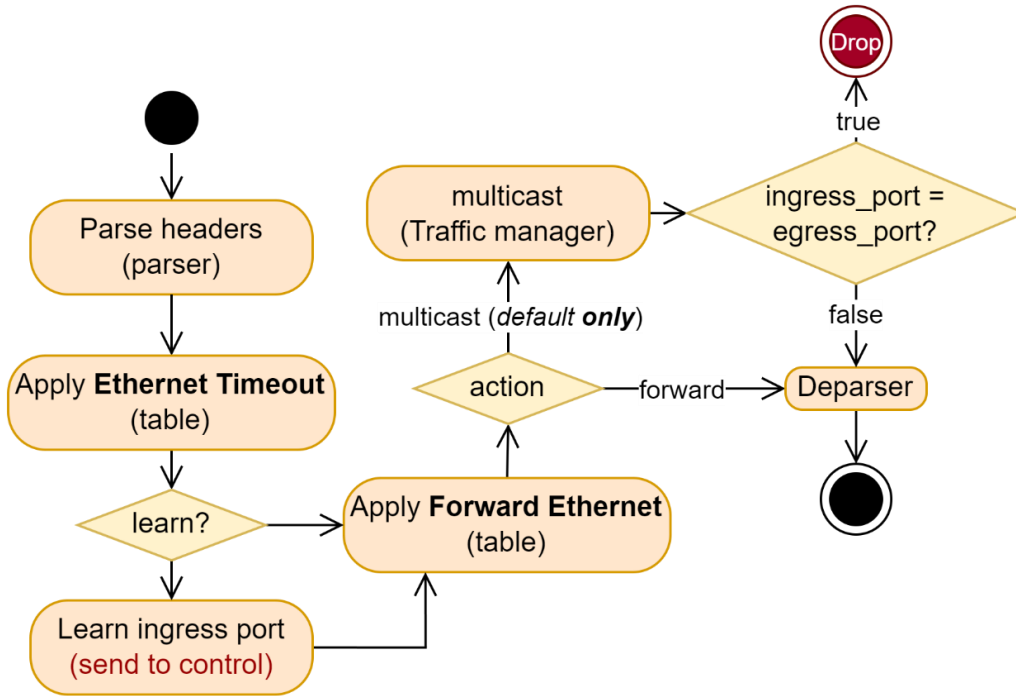 Parse headers
(parser)
Apply Ethernet Timeout
(table)
learn?
Learn ingress port
(send to control)
Apply Forward Ethernet
(table)
action
multicast (default only)
multicast
(Traffic manager)
ingress_port =
egress_port?
true
Drop
false
forward
Deparser